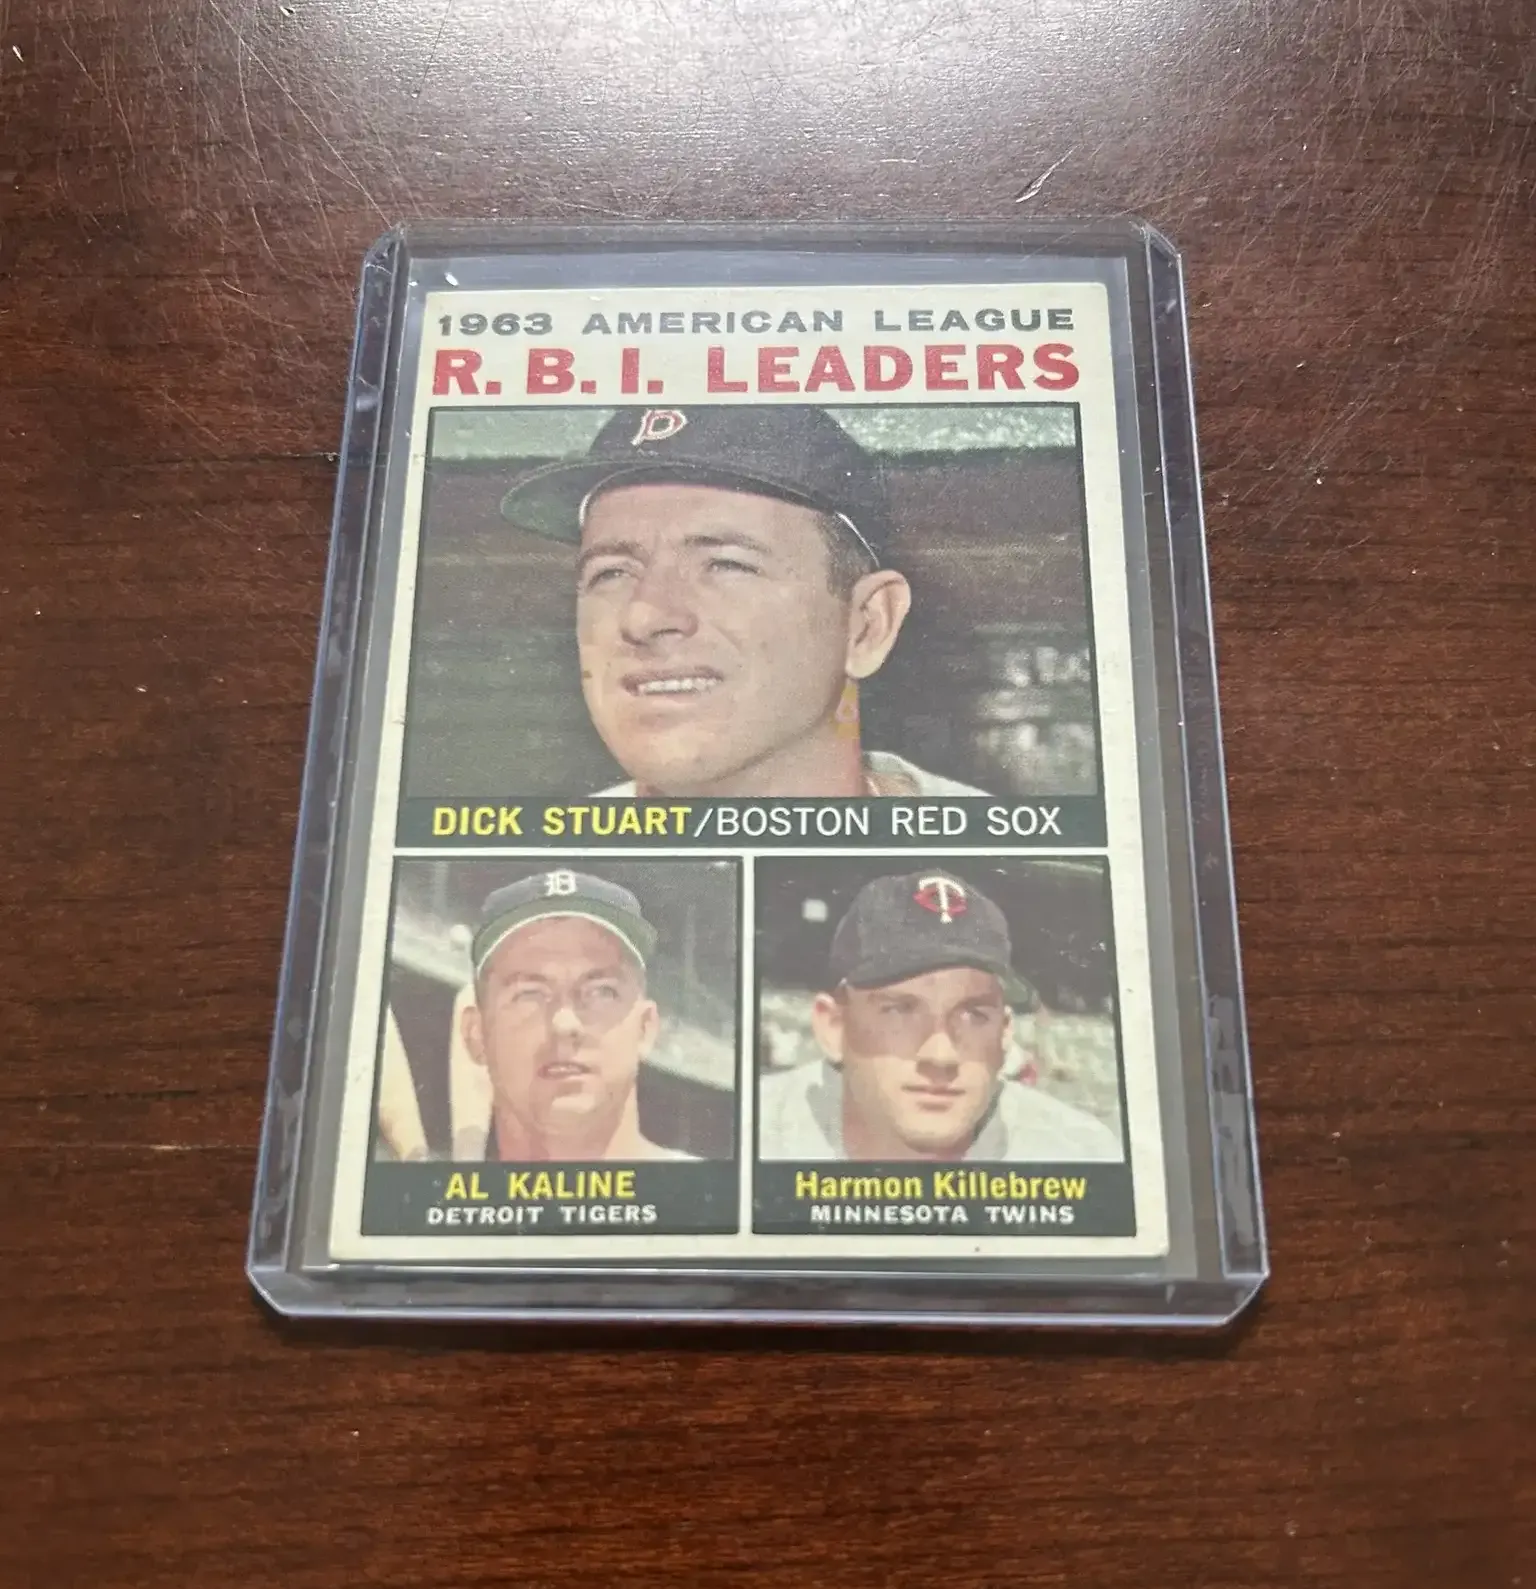 1963 AMERICAN LEAGUE
R.B.I. LEADERS
DICK STUART/BOSTON RED SOX
AL KALINE
DETROIT TIGERS
Harmon Killebrew
MINNESOTA TWINS